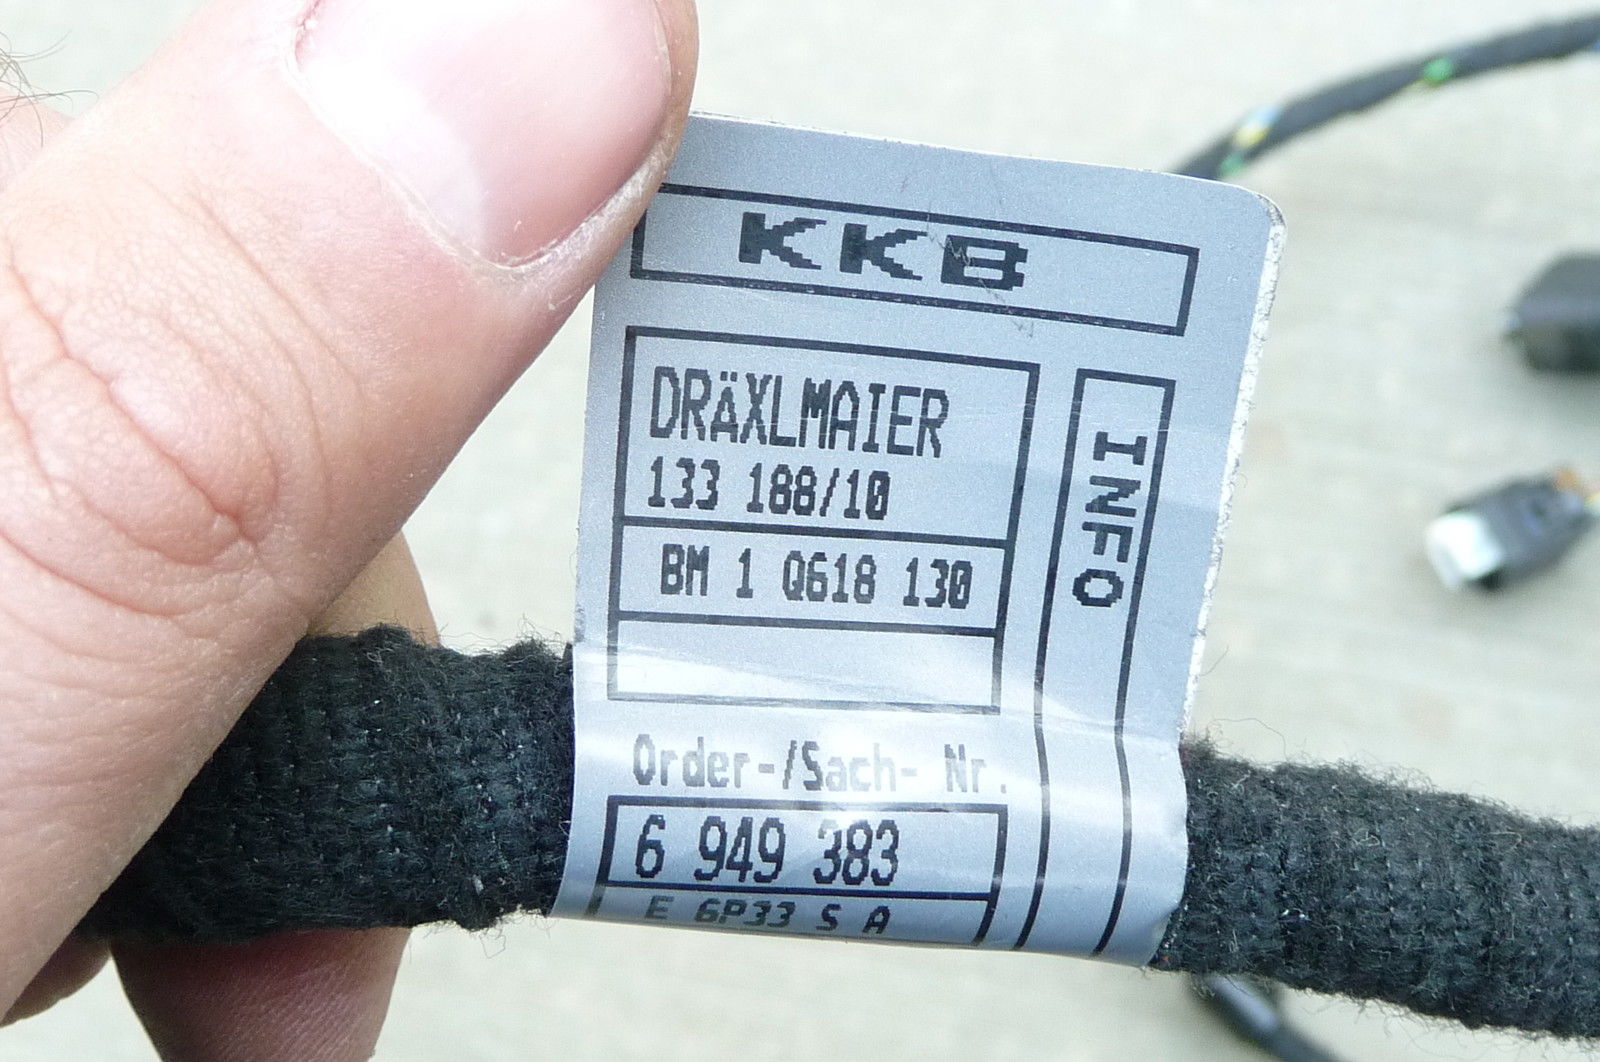 KKB
DRÄXLMAIER
133 188/10
BM 1 Q618 130
INFO
Order-/Sach- Nr.
6 949 383
E 6P33 S A